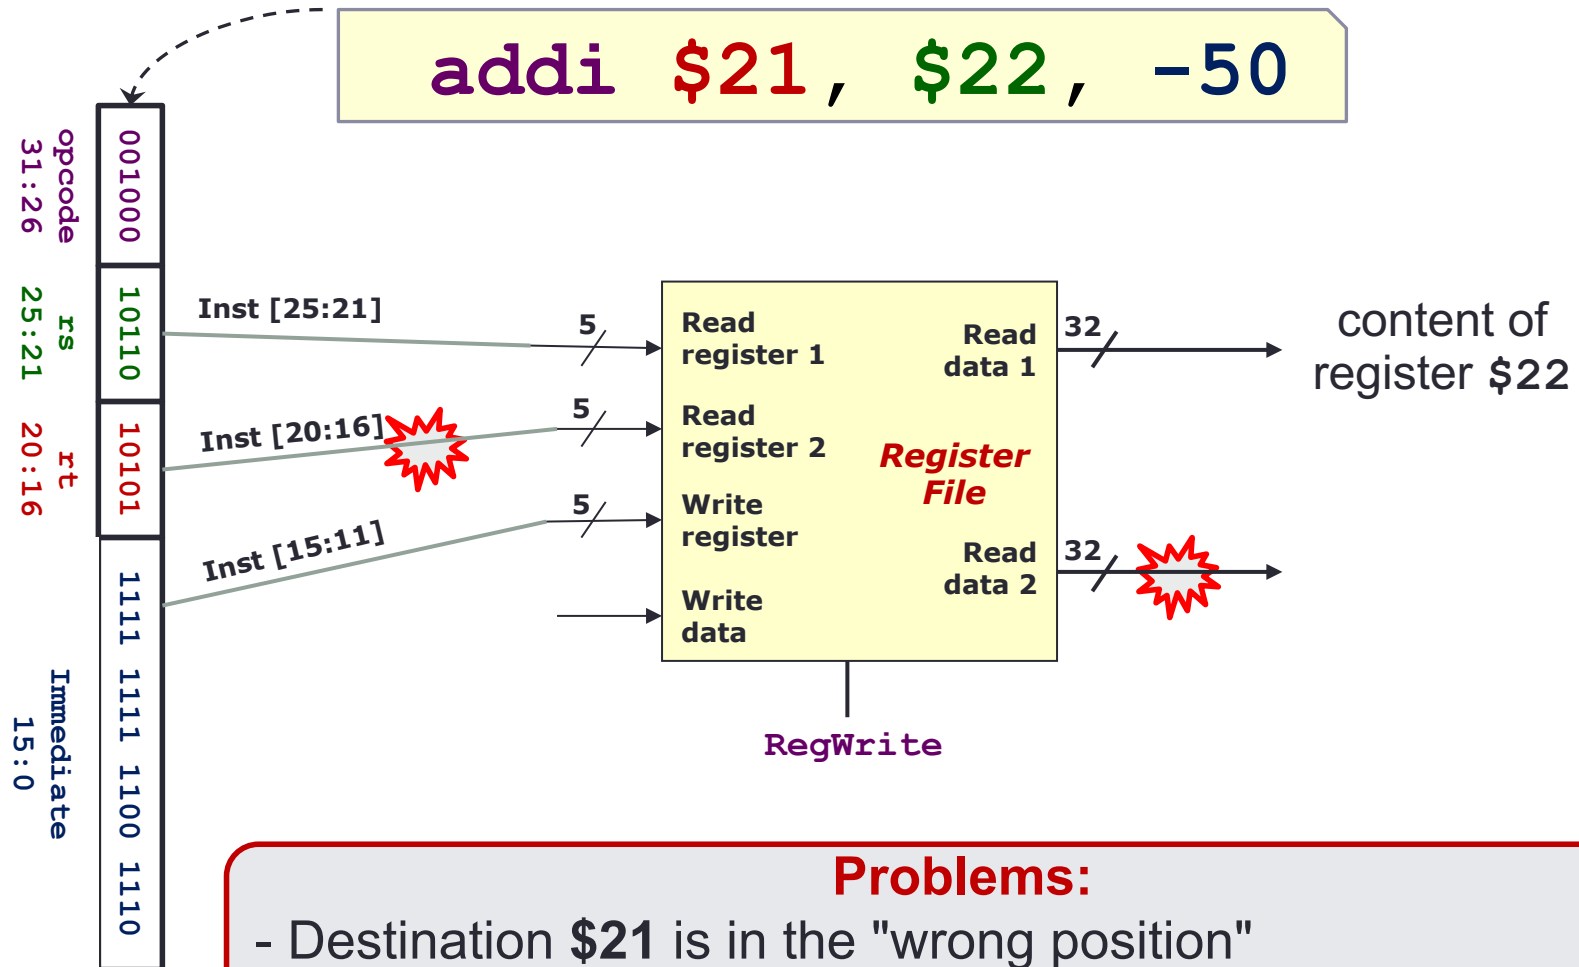 addi $21, $22, -50
opcode
31:26
001000
rs
25:21
10110
rt
20:16
10101
Immediate
15:0
1111 1111 1100 1110
Inst [25:21]
5
Inst [20:16]
5
Inst [15:11]
5
Read
register 1
Read
register 2
Write
register
Write
data
Register
File
Read
data 1
Read
data 2
32
32
content of
register $22
RegWrite
Problems:
- Destination $21 is in the "wrong position"